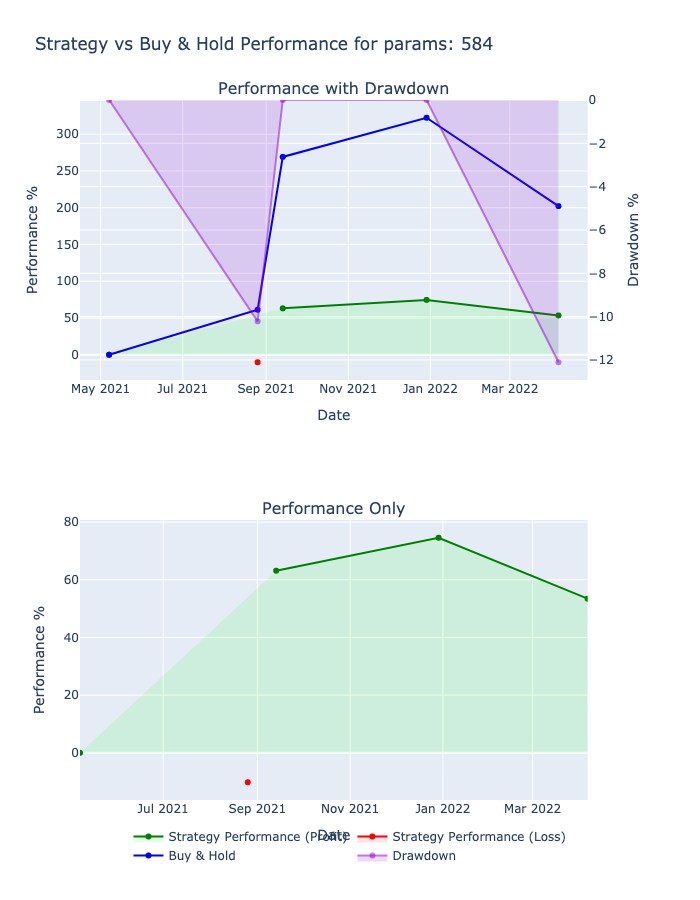 Strategy vs Buy & Hold Performance for params: 584
Performance with Drawdown
300
250
200
150
100
50
0
Performance %
0
−2
−4
−6
−8
−10
−12
Drawdown %
May 2021 Jul 2021 Sep 2021 Nov 2021 Jan 2022 Mar 2022
Date
Performance Only
80
60
40
20
0
Performance %
Jul 2021 Sep 2021 Nov 2021 Jan 2022 Mar 2022
Date
Strategy Performance (Profit) Strategy Performance (Loss)
Buy & Hold Drawdown